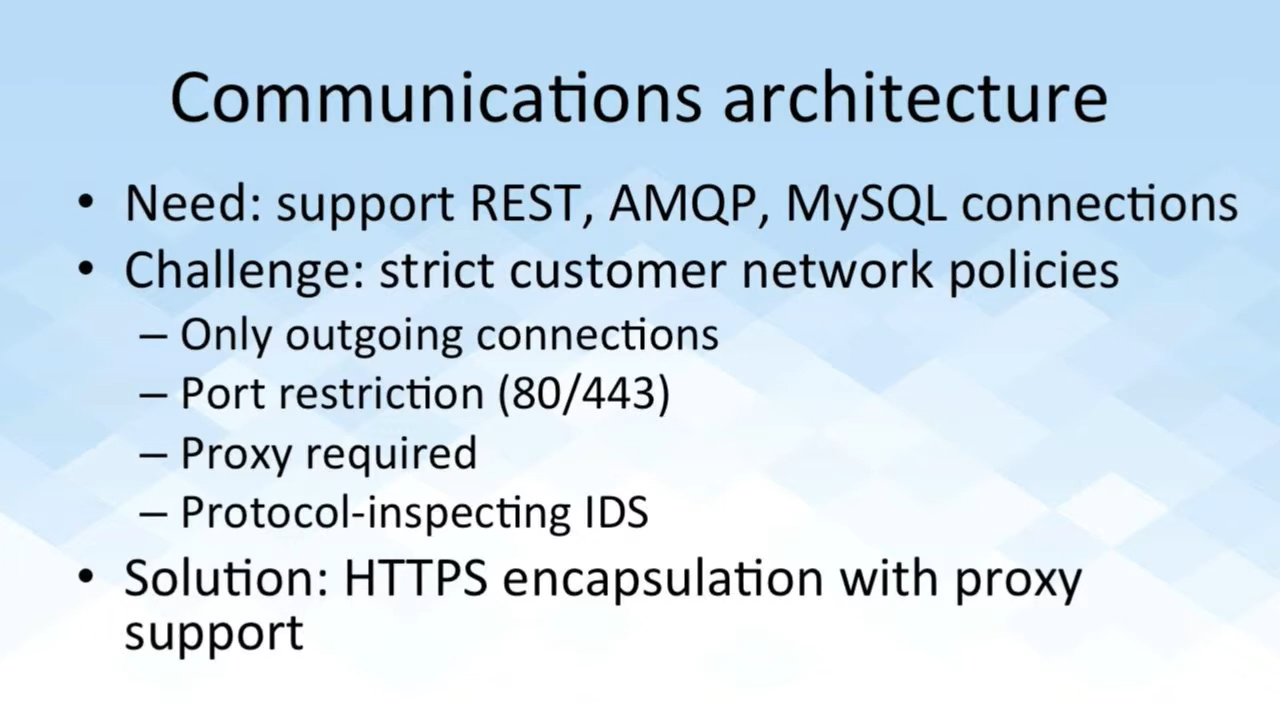 Communications architecture
• Need: support REST, AMQP, MySQL connections
• Challenge: strict customer network policies
– Only outgoing connections
– Port restriction (80/443)
– Proxy required
– Protocol-inspecting IDS
• Solution: HTTPS encapsulation with proxy
support